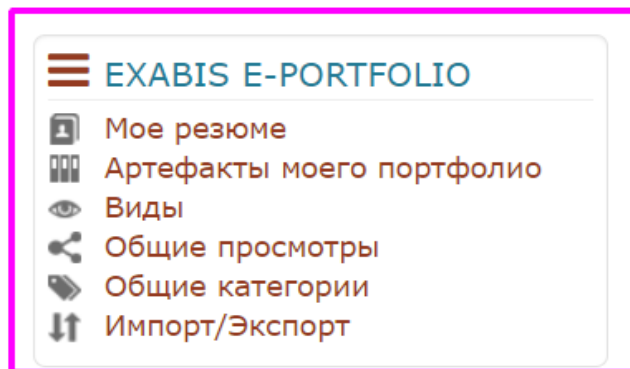 EXABIS E-PORTFOLIO
Мое резюме
Артефакты моего портфолио
Виды
Общие просмотры
Общие категории
Импорт/Экспорт